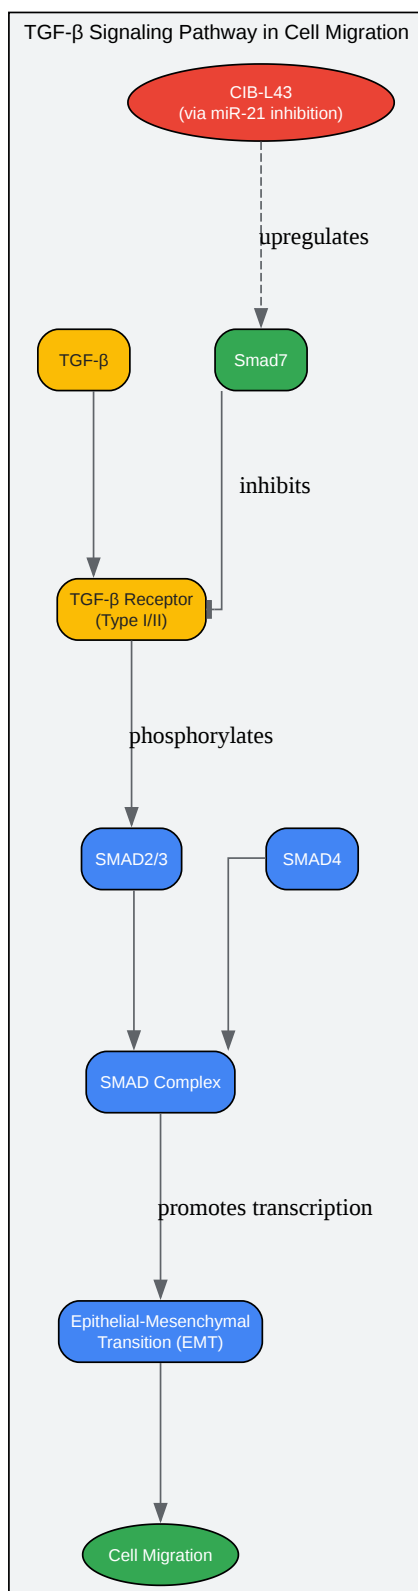 TGF-β Signaling Pathway in Cell Migration
CIB-L43
(via miR-21 inhibition)
upregulates
TGF-β
Smad7
inhibits
TGF-β Receptor
(Type I/II)
phosphorylates
SMAD2/3
SMAD4
SMAD Complex
promotes transcription
Epithelial-Mesenchymal
Transition (EMT)
Cell Migration